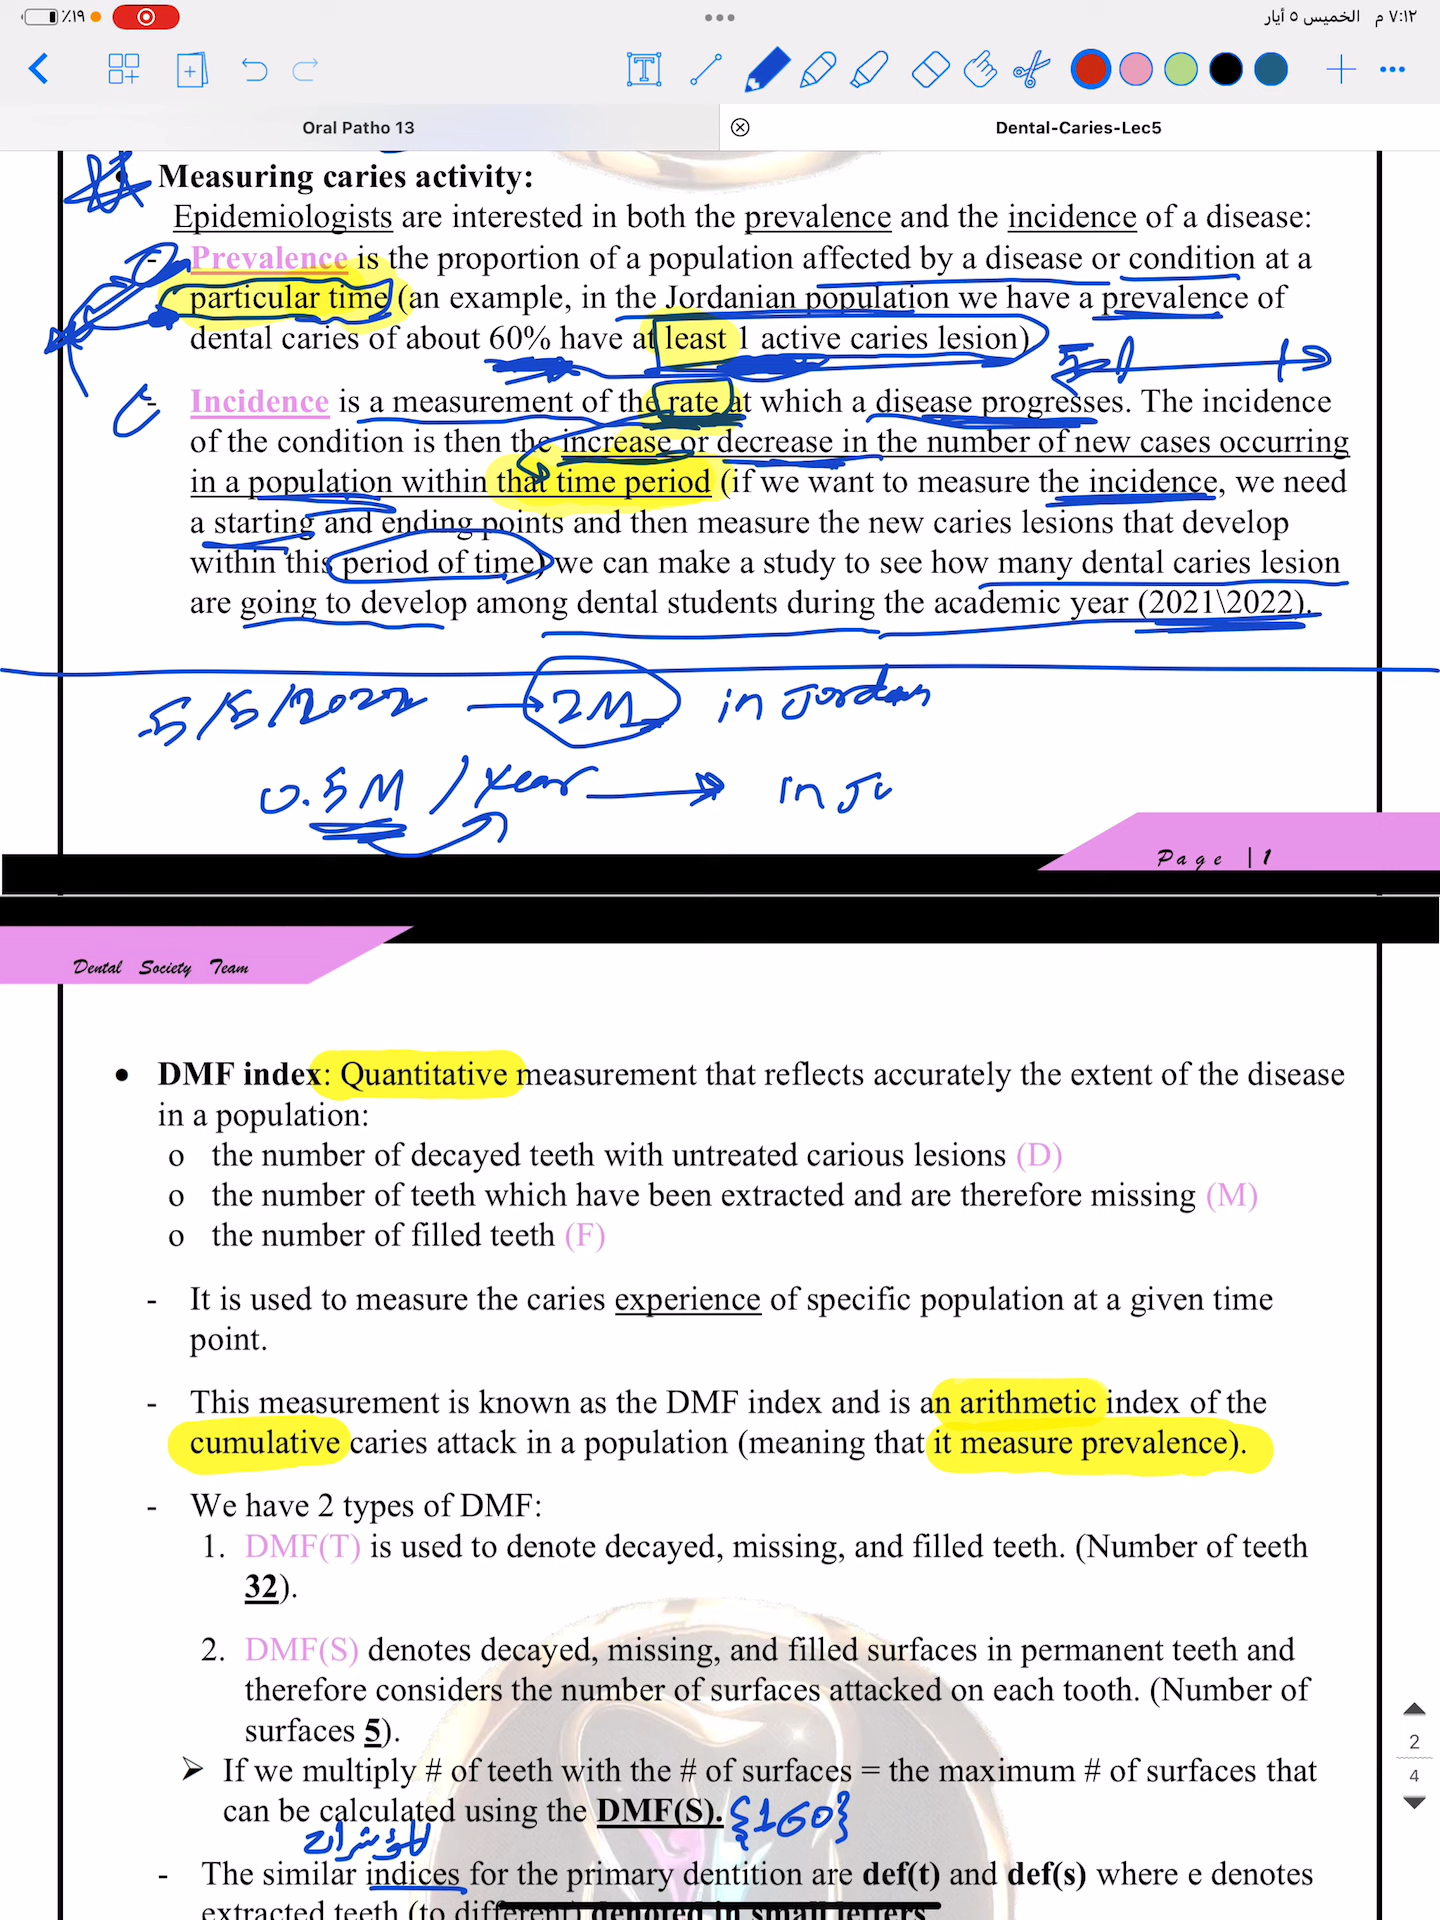 ٪١٩
٧:١٢ م الخميس ٥ أيار
Oral Patho 13
Dental-Caries-Lec5
Measuring caries activity:
Epidemiologists are interested in both the prevalence and the incidence of a disease:
- Prevalence is the proportion of a population affected by a disease or condition at a
particular time (an example, in the Jordanian population we have a prevalence of
dental caries of about 60% have at least 1 active caries lesion)
- Incidence is a measurement of the rate at which a disease progresses. The incidence
of the condition is then the increase or decrease in the number of new cases occurring
in a population within that time period (if we want to measure the incidence, we need
a starting and ending points and then measure the new caries lesions that develop
within this period of time) we can make a study to see how many dental caries lesion
are going to develop among dental students during the academic year (2021\2022).
5/5/2022 → 2M in Jordan
0.5M / year → in Jo
Page | 1
Dental Society Team
• DMF index: Quantitative measurement that reflects accurately the extent of the disease
in a population:
o the number of decayed teeth with untreated carious lesions (D)
o the number of teeth which have been extracted and are therefore missing (M)
o the number of filled teeth (F)
- It is used to measure the caries experience of specific population at a given time
point.
- This measurement is known as the DMF index and is an arithmetic index of the
cumulative caries attack in a population (meaning that it measure prevalence).
- We have 2 types of DMF:
1. DMF(T) is used to denote decayed, missing, and filled teeth. (Number of teeth
32).
2. DMF(S) denotes decayed, missing, and filled surfaces in permanent teeth and
therefore considers the number of surfaces attacked on each tooth. (Number of
surfaces 5).
➢ If we multiply # of teeth with the # of surfaces = the maximum # of surfaces that
can be calculated using the DMF(S). {160}
- The similar indices for the primary dentition are def(t) and def(s) where e denotes
extracted teeth (to different) denoted in small letters
2
4